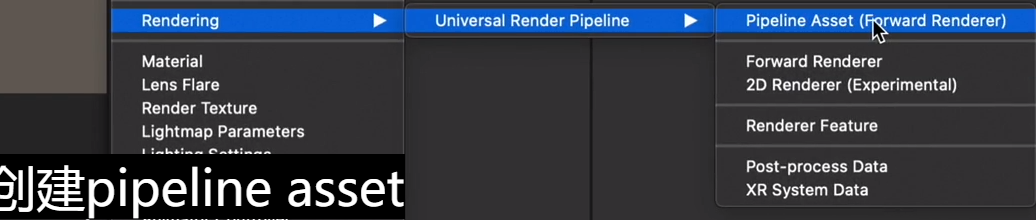 Rendering
Universal Render Pipeline
Pipeline Asset (Forward Renderer)
Material
Lens Flare
Render Texture
Lightmap Parameters
Lighting Settings
Forward Renderer
2D Renderer (Experimental)
Renderer Feature
Post-process Data
XR System Data
创建pipeline asset